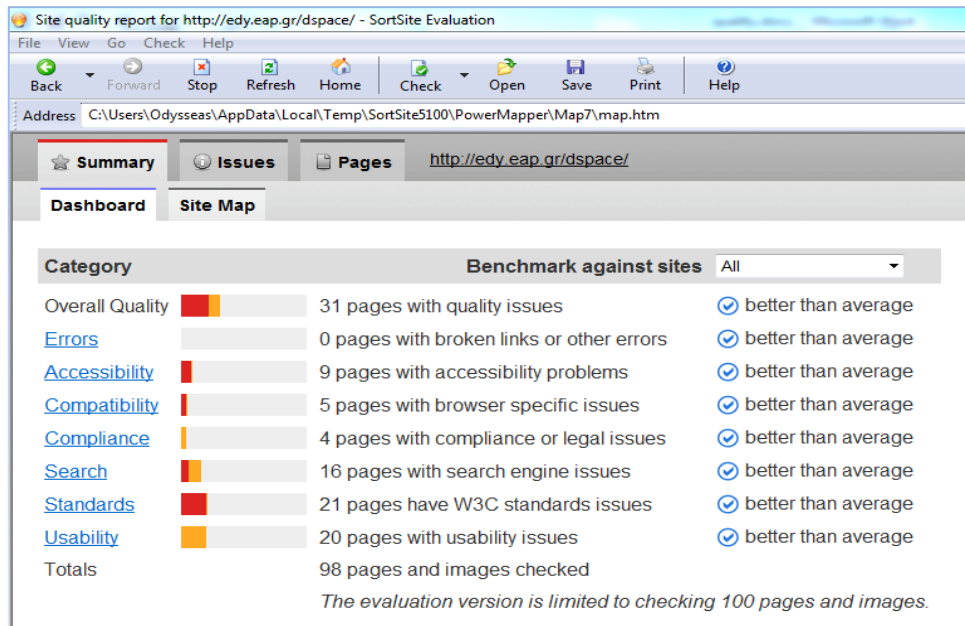 Site quality report for http://edy.eap.gr/dspace/ - SortSite Evaluation
File View Go Check Help
Back Forward Stop Refresh Home Check Open Save Print Help
Address C:\Users\Odysseas\AppData\Local\Temp\SortSite5100\PowerMapper\Map7\map.htm
Summary Issues Pages http://edy.eap.gr/dspace/
Dashboard Site Map
Category Benchmark against sites All
Overall Quality 31 pages with quality issues better than average
Errors 0 pages with broken links or other errors better than average
Accessibility 9 pages with accessibility problems better than average
Compatibility 5 pages with browser specific issues better than average
Compliance 4 pages with compliance or legal issues better than average
Search 16 pages with search engine issues better than average
Standards 21 pages have W3C standards issues better than average
Usability 20 pages with usability issues better than average
Totals 98 pages and images checked
The evaluation version is limited to checking 100 pages and images.